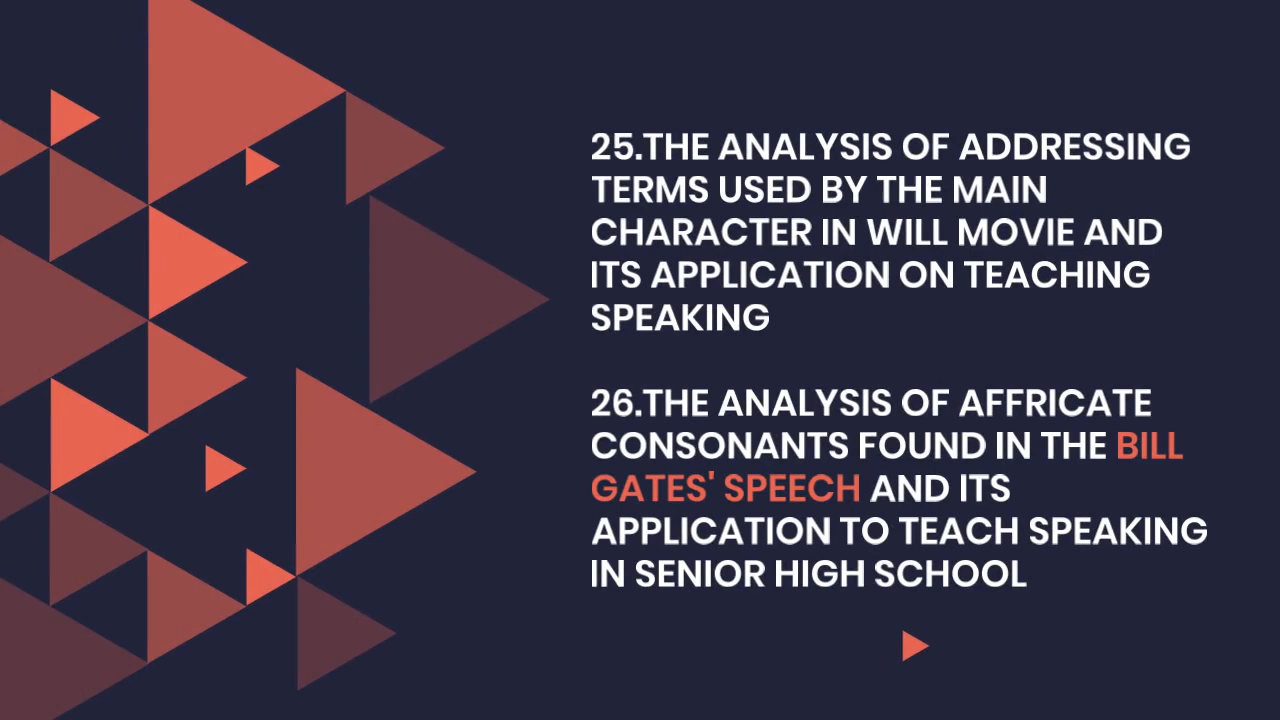 25.THE ANALYSIS OF ADDRESSING
TERMS USED BY THE MAIN
CHARACTER IN WILL MOVIE AND
ITS APPLICATION ON TEACHING
SPEAKING
26.THE ANALYSIS OF AFFRICATE
CONSONANTS FOUND IN THE BILL
GATES' SPEECH AND ITS
APPLICATION TO TEACH SPEAKING
IN SENIOR HIGH SCHOOL